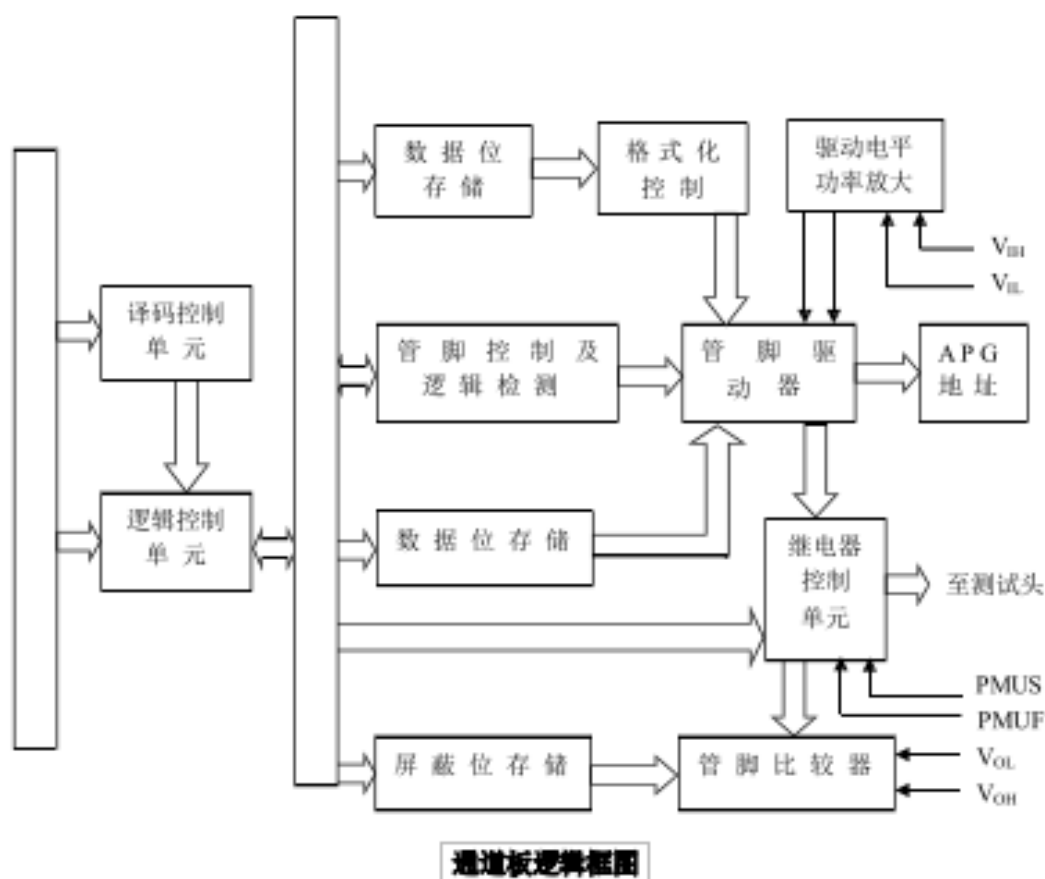 数据位
存储
格式化
控制
驱动电平
功率放大
V_IH
V_IL
译码控制
单元
管脚控制及
逻辑检测
管脚驱
动器
APG
地址
逻辑控制
单元
数据位存储
继电器
控制
单元
至测试头
PMUS
PMUF
屏蔽位存储
管脚比较器
V_OL
V_OH
通道板逻辑框图